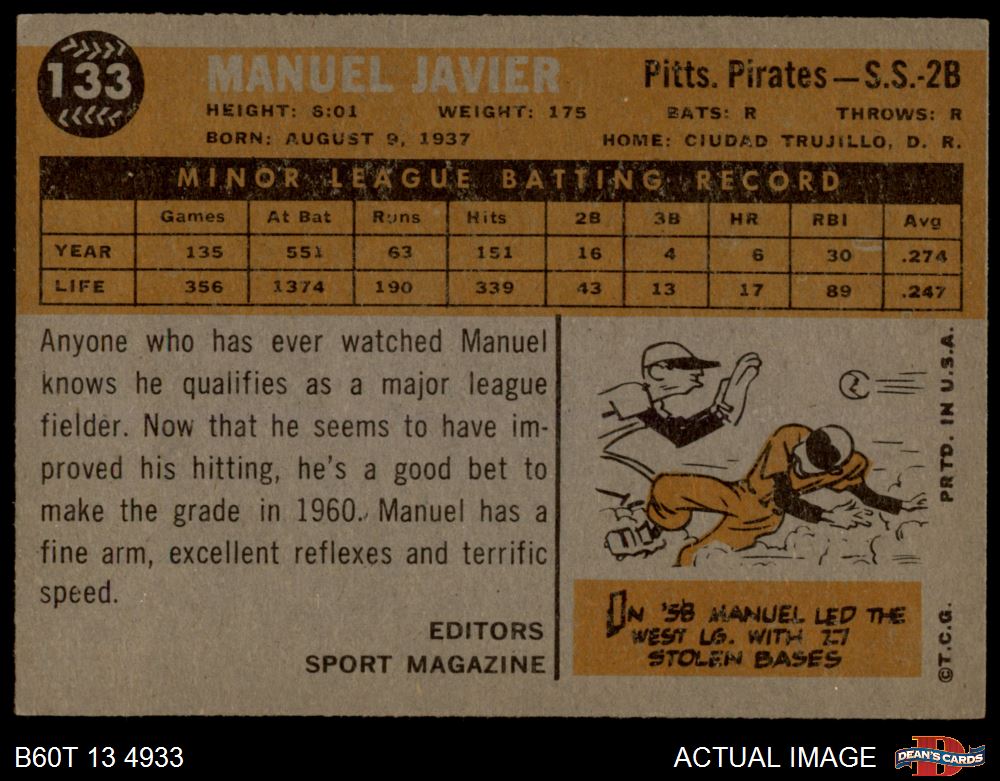 133
MANUEL JAVIER
Pitts. Pirates—S.S.-2B
HEIGHT: 6:01 WEIGHT: 175 BATS: R THROWS: R
BORN: AUGUST 9, 1937 HOME: CIUDAD TRUJILLO, D. R.
MINOR LEAGUE BATTING RECORD
Games At Bat Runs Hits 2B 3B HR RBI Avg
YEAR 135 551 63 151 16 4 6 30 .274
LIFE 356 1374 190 339 43 13 17 89 .247
Anyone who has ever watched Manuel
knows he qualifies as a major league
fielder. Now that he seems to have im-
proved his hitting, he's a good bet to
make the grade in 1960. Manuel has a
fine arm, excellent reflexes and terrific
speed.
EDITORS
SPORT MAGAZINE
IN '58 MANUEL LED THE
WEST LG. WITH 27
STOLEN BASES
PRTD. IN U.S.A.
©T.C.G.
B60T 13 4933
ACTUAL IMAGE
D
DEAN'S CARDS